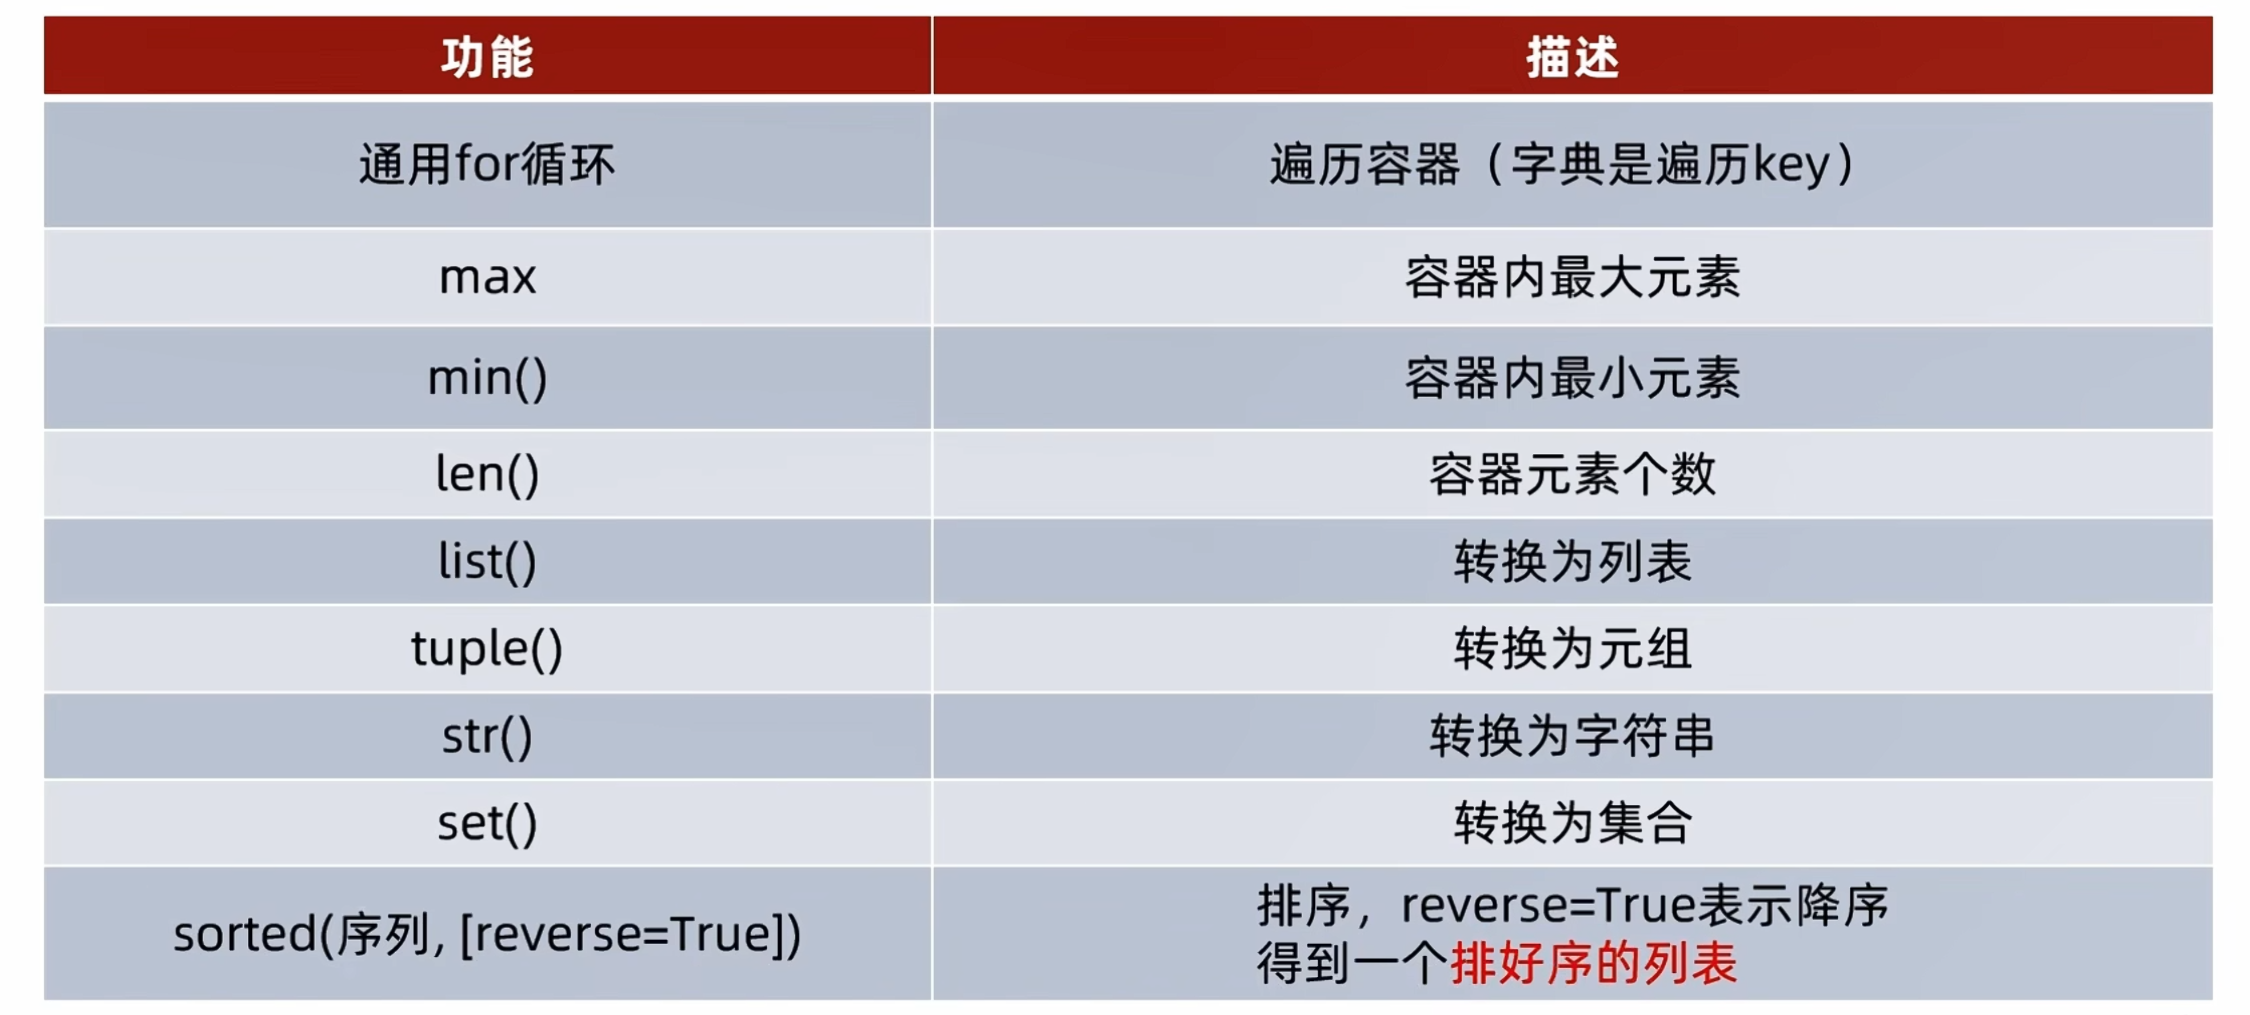 功能
描述
通用for循环
遍历容器（字典是遍历key）
max
容器内最大元素
min()
容器内最小元素
len()
容器元素个数
list()
转换为列表
tuple()
转换为元组
str()
转换为字符串
set()
转换为集合
sorted(序列, [reverse=True])
排序，reverse=True表示降序
得到一个排好序的列表